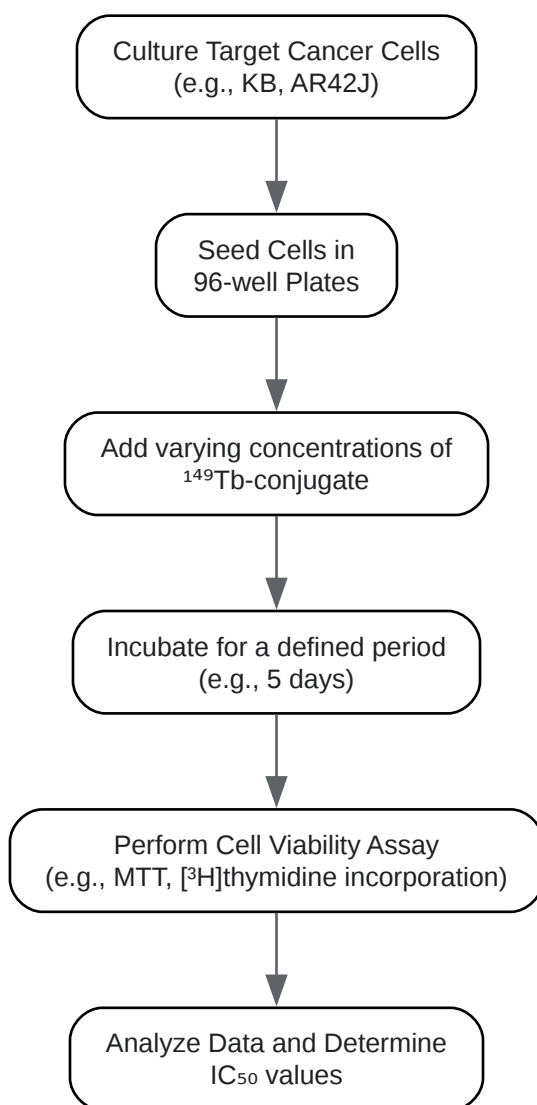 Culture Target Cancer Cells
(e.g., KB, AR42J)
Seed Cells in
96-well Plates
Add varying concentrations of
¹⁴⁹Tb-conjugate
Incubate for a defined period
(e.g., 5 days)
Perform Cell Viability Assay
(e.g., MTT, [³H]thymidine incorporation)
Analyze Data and Determine
IC₅₀ values